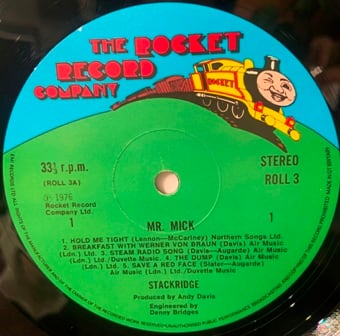 THE ROCKET
RECORD
COMPANY
ROCKET
33⅓ r.p.m.
(ROLL 3A)
STEREO
ROLL 3
℗ 1976
Rocket Record
Company Ltd.
1
1
MR. MICK
1. HOLD ME TIGHT (Lennon—McCartney) Northern Songs Ltd.
2. BREAKFAST WITH WERNER VON BRAUN (Davis) Air Music
(Ldn.) Ltd. 3. STEAM RADIO SONG (Davis-Augarde) Air Music
(Ldn.) Ltd./Duvette Music. 4. THE DUMP (Davis) Air Music
(Ldn.) Ltd. 5. SAVE A RED FACE (Slater—Augarde)
Air Music (Ldn.) Ltd./Duvette Music
STACKRIDGE
Produced by Andy Davis
Engineered by
Denny Bridges